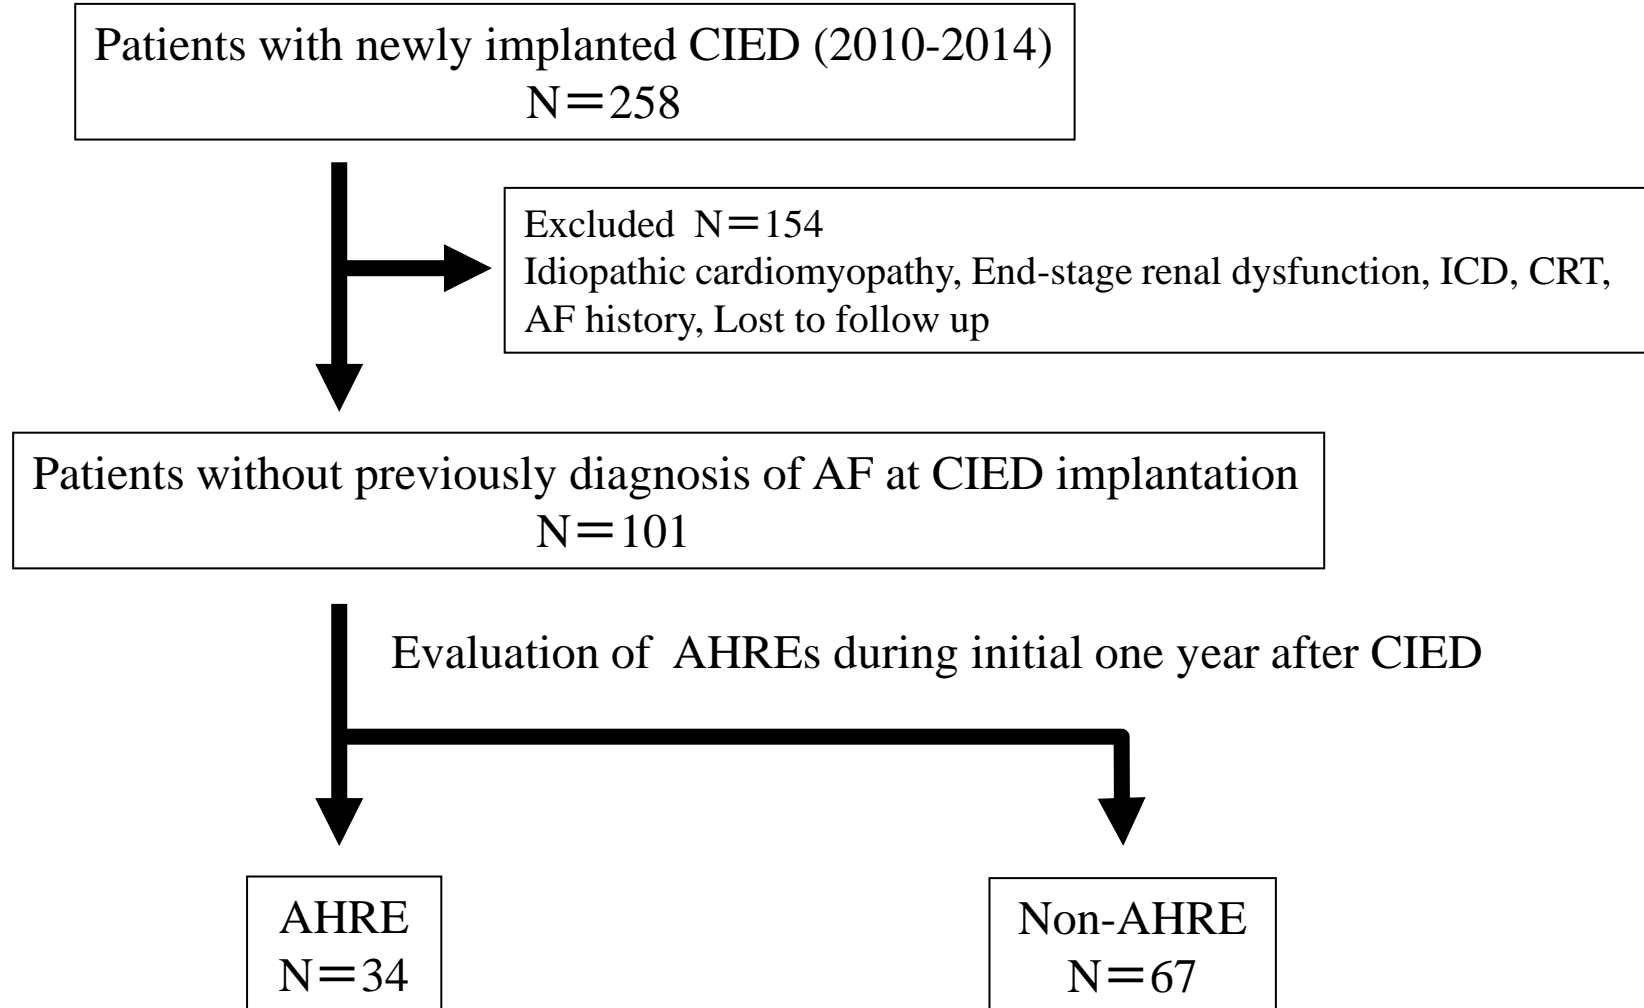 Patients with newly implanted CIED (2010-2014)
N=258
Excluded N=154
Idiopathic cardiomyopathy, End-stage renal dysfunction, ICD, CRT,
AF history, Lost to follow up
Patients without previously diagnosis of AF at CIED implantation
N=101
Evaluation of AHREs during initial one year after CIED
AHRE
N=34
Non-AHRE
N=67